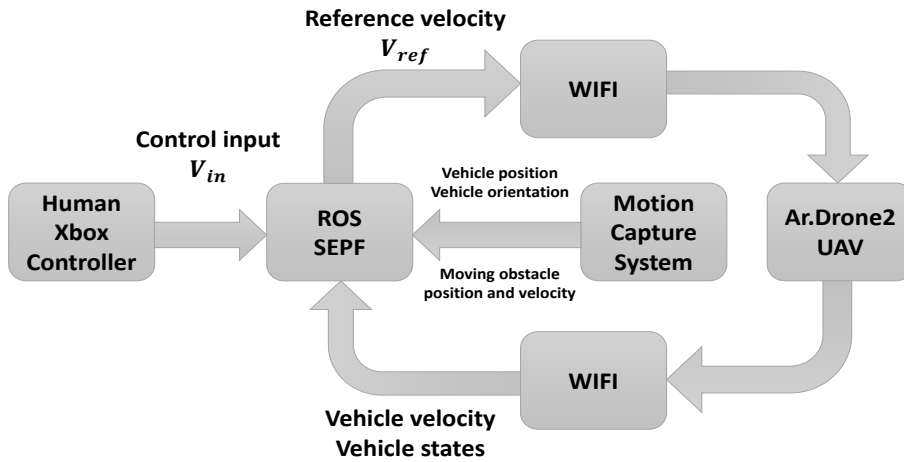 Reference velocity
V_ref
WIFI
Control input
V_in
Vehicle position
Vehicle orientation
Human
Xbox
Controller
ROS
SEPF
Motion
Capture
System
Ar.Drone2
UAV
Moving obstacle
position and velocity
WIFI
Vehicle velocity
Vehicle states